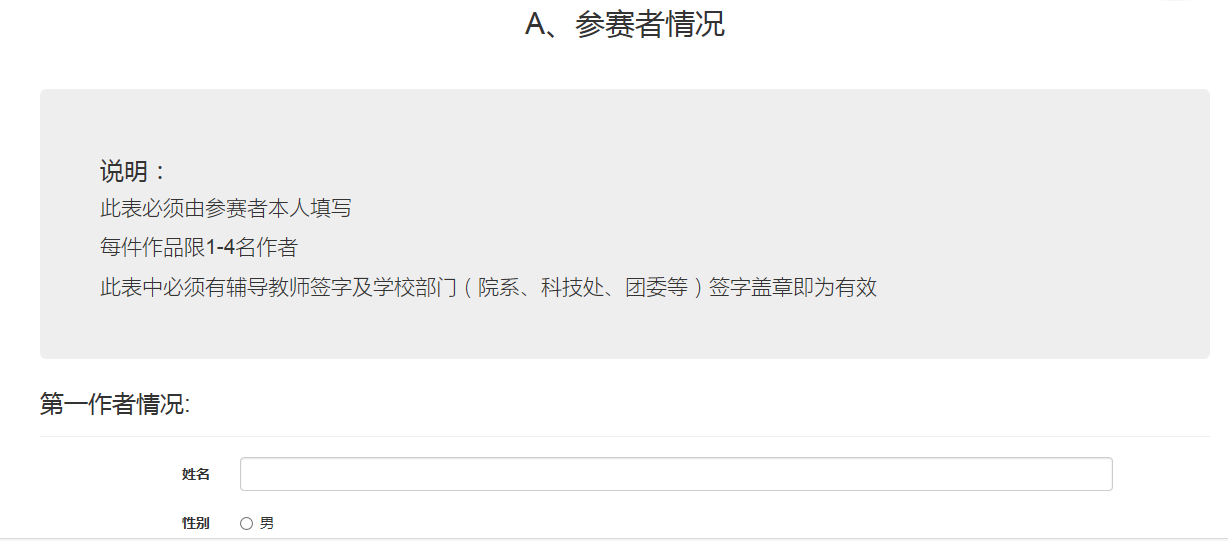 A、参赛者情况
说明：
此表必须由参赛者本人填写
每件作品限1-4名作者
此表中必须有辅导教师签字及学校部门（院系、科技处、团委等）签字盖章即为有效
第一作者情况:
姓名
性别 男